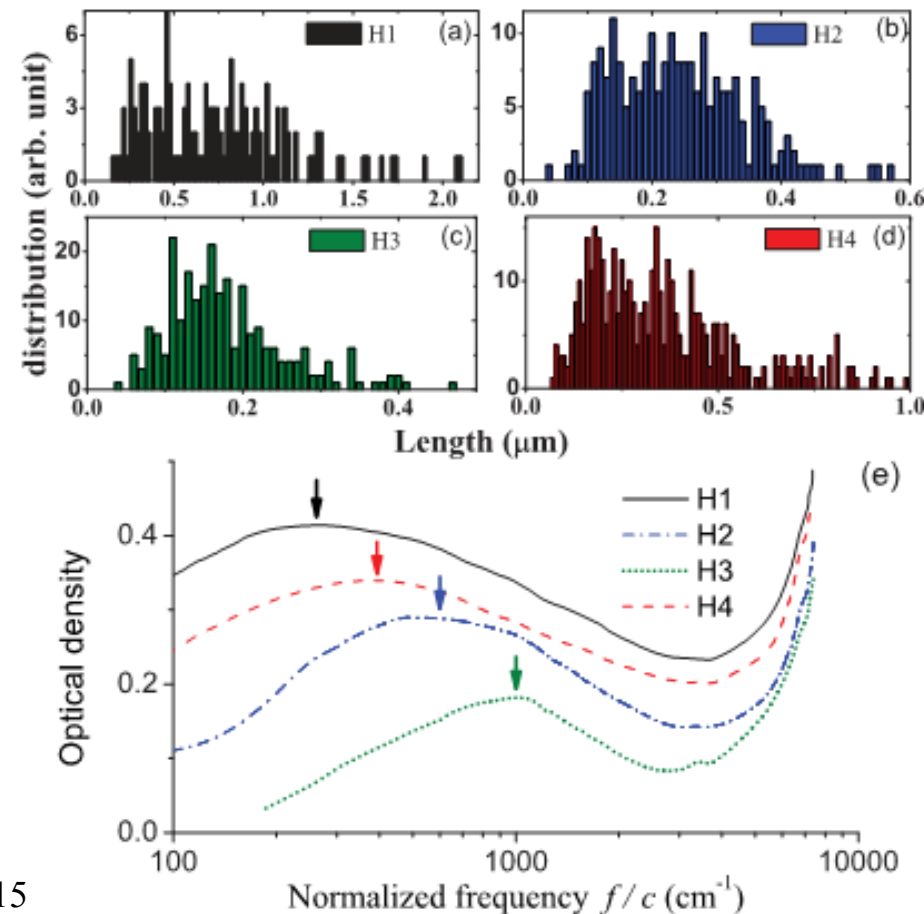 distribution (arb. unit)
H1 (a)
7
6
3
0
0.0 0.5 1.0 1.5 2.0
H2 (b)
10
5
0
0.0 0.2 0.4 0.6
H3 (c)
20
10
0
0.0 0.2 0.4
H4 (d)
10
0
0.0 0.5 1.0
Length (μm)
(e)
H1
H2
H3
H4
Optical density
0.4
0.2
0.0
100 1000 10000
Normalized frequency f / c (cm⁻¹)
15